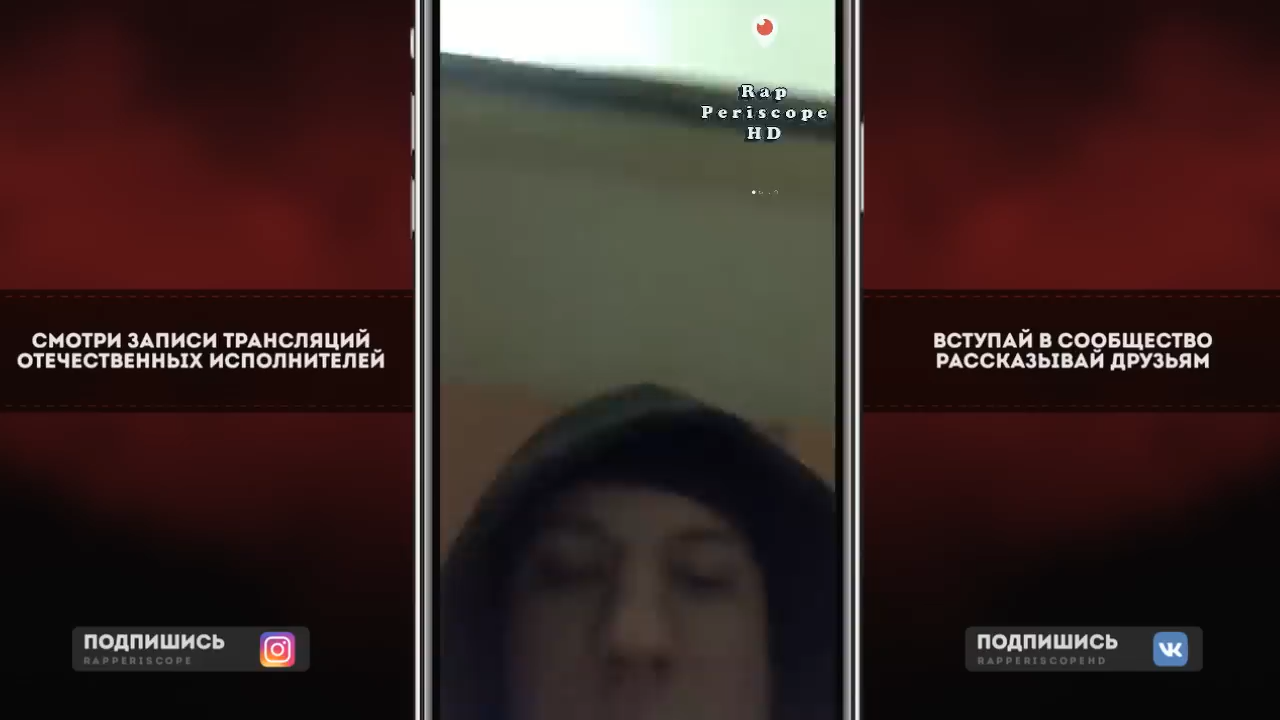 Rap
Periscope
HD
СМОТРИ ЗАПИСИ ТРАНСЛЯЦИЙ
ОТЕЧЕСТВЕННЫХ ИСПОЛНИТЕЛЕЙ
ВСТУПАЙ В СООБЩЕСТВО
РАССКАЗЫВАЙ ДРУЗЬЯМ
ПОДПИШИСЬ
RAPPERISCOPE
ПОДПИШИСЬ
RAPPERISCOPEHD